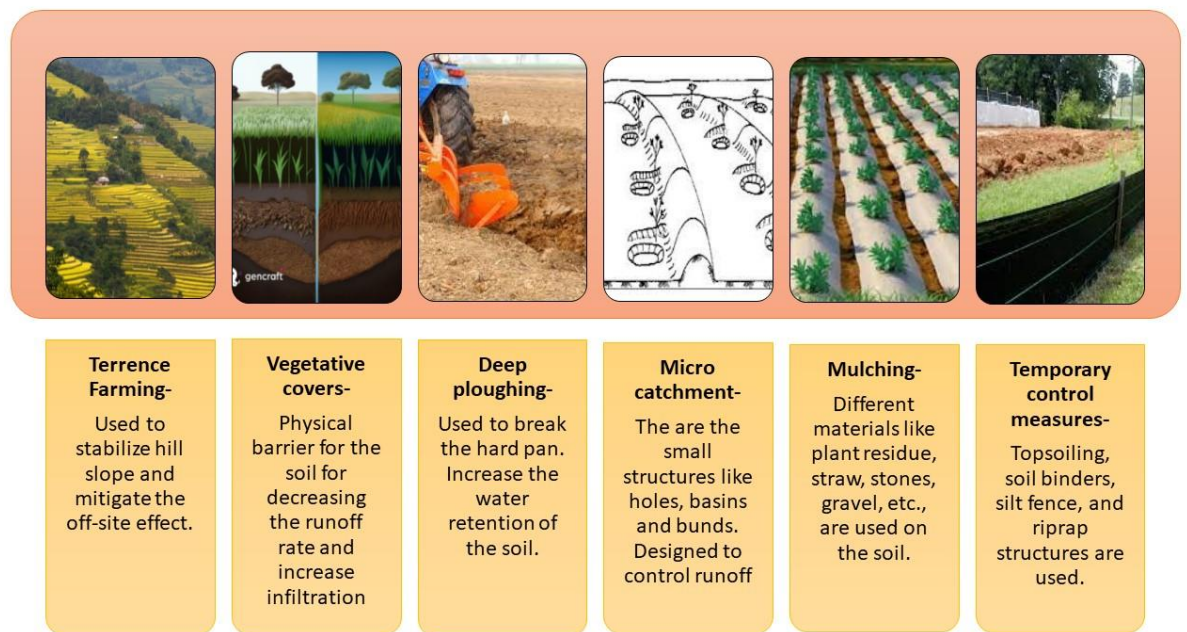 gencraft
Terrence
Farming-
Used to
stabilize hill
slope and
mitigate the
off-site effect.
Vegetative
covers-
Physical
barrier for the
soil for
decreasing
the runoff
rate and
increase
infiltration
Deep
ploughing-
Used to break
the hard pan.
Increase the
water
retention of
the soil.
Micro
catchment-
The are the
small
structures like
holes, basins
and bunds.
Designed to
control runoff
Mulching-
Different
materials like
plant residue,
straw, stones,
gravel, etc.,
are used on
the soil.
Temporary
control
measures-
Topsoiling,
soil binders,
silt fence, and
riprap
structures are
used.